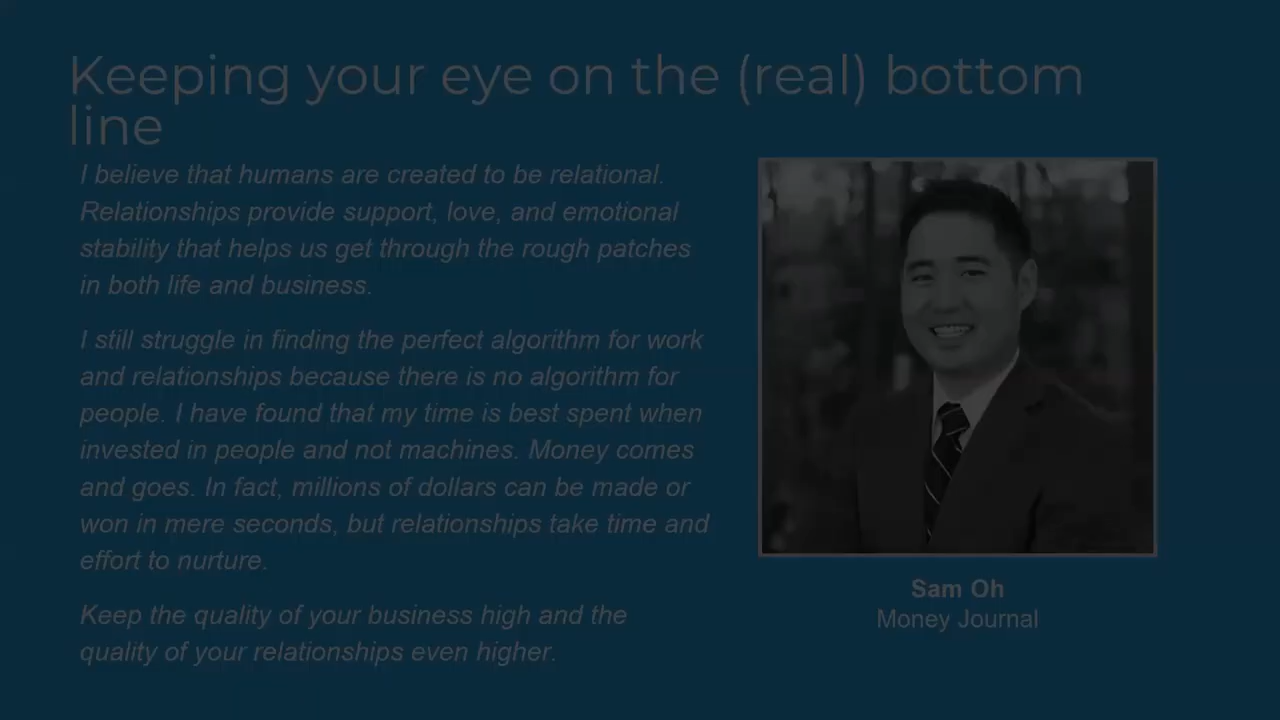 Keeping your eye on the (real) bottom
line
I believe that humans are created to be relational.
Relationships provide support, love, and emotional
stability that helps us get through the rough patches
in both life and business.
I still struggle in finding the perfect algorithm for work
and relationships because there is no algorithm for
people. I have found that my time is best spent when
invested in people and not machines. Money comes
and goes. In fact, millions of dollars can be made or
won in mere seconds, but relationships take time and
effort to nurture.
Keep the quality of your business high and the
quality of your relationships even higher.
Sam Oh
Money Journal